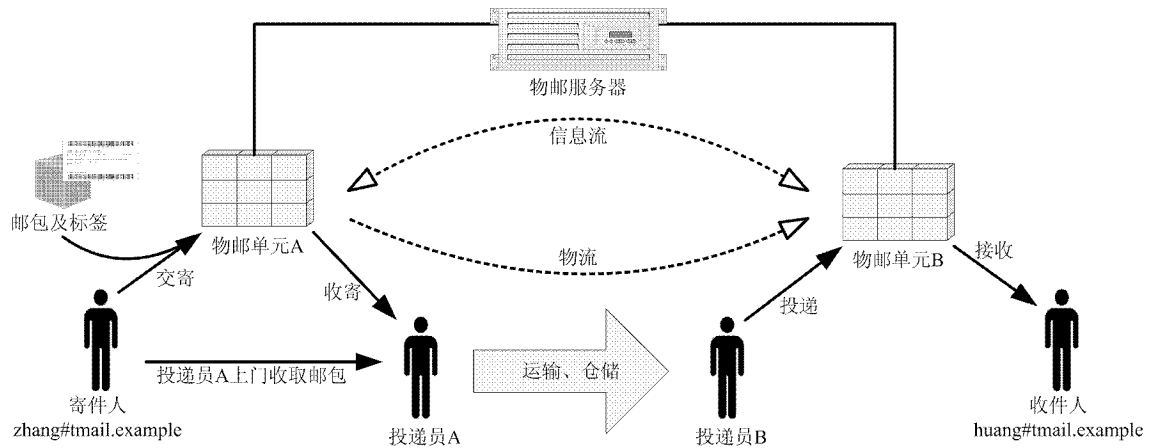 物邮服务器
信息流
邮包及标签
物邮单元A
物流
物邮单元B
交寄
收寄
投递
接收
投递员A上门收取邮包
运输、仓储
寄件人
zhang#tmail.example
投递员A
投递员B
收件人
huang#tmail.example